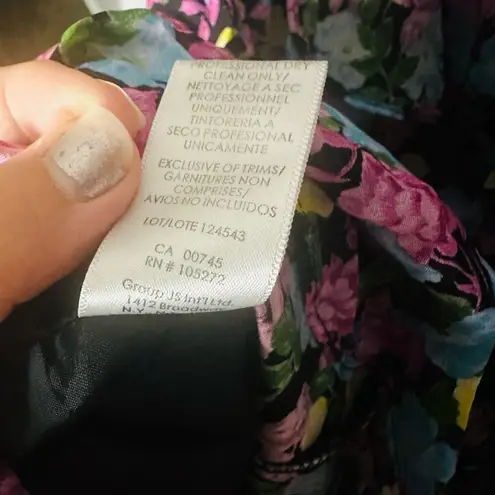 PROFESSIONAL DRY
CLEAN ONLY/
NETTOYAGE A SEC
PROFESSIONNEL
UNIQUEMENT/
TINTORERIA A
SECO PROFESIONAL
UNICAMENTE
EXCLUSIVE OF TRIMS/
GARNITURES NON
COMPRISES/
AVIOS NO INCLUIDOS
LOT/LOTE 124543
CA 00745
RN # 105272
Group JS Int'l Ltd.
1412 Broadway
N.Y.